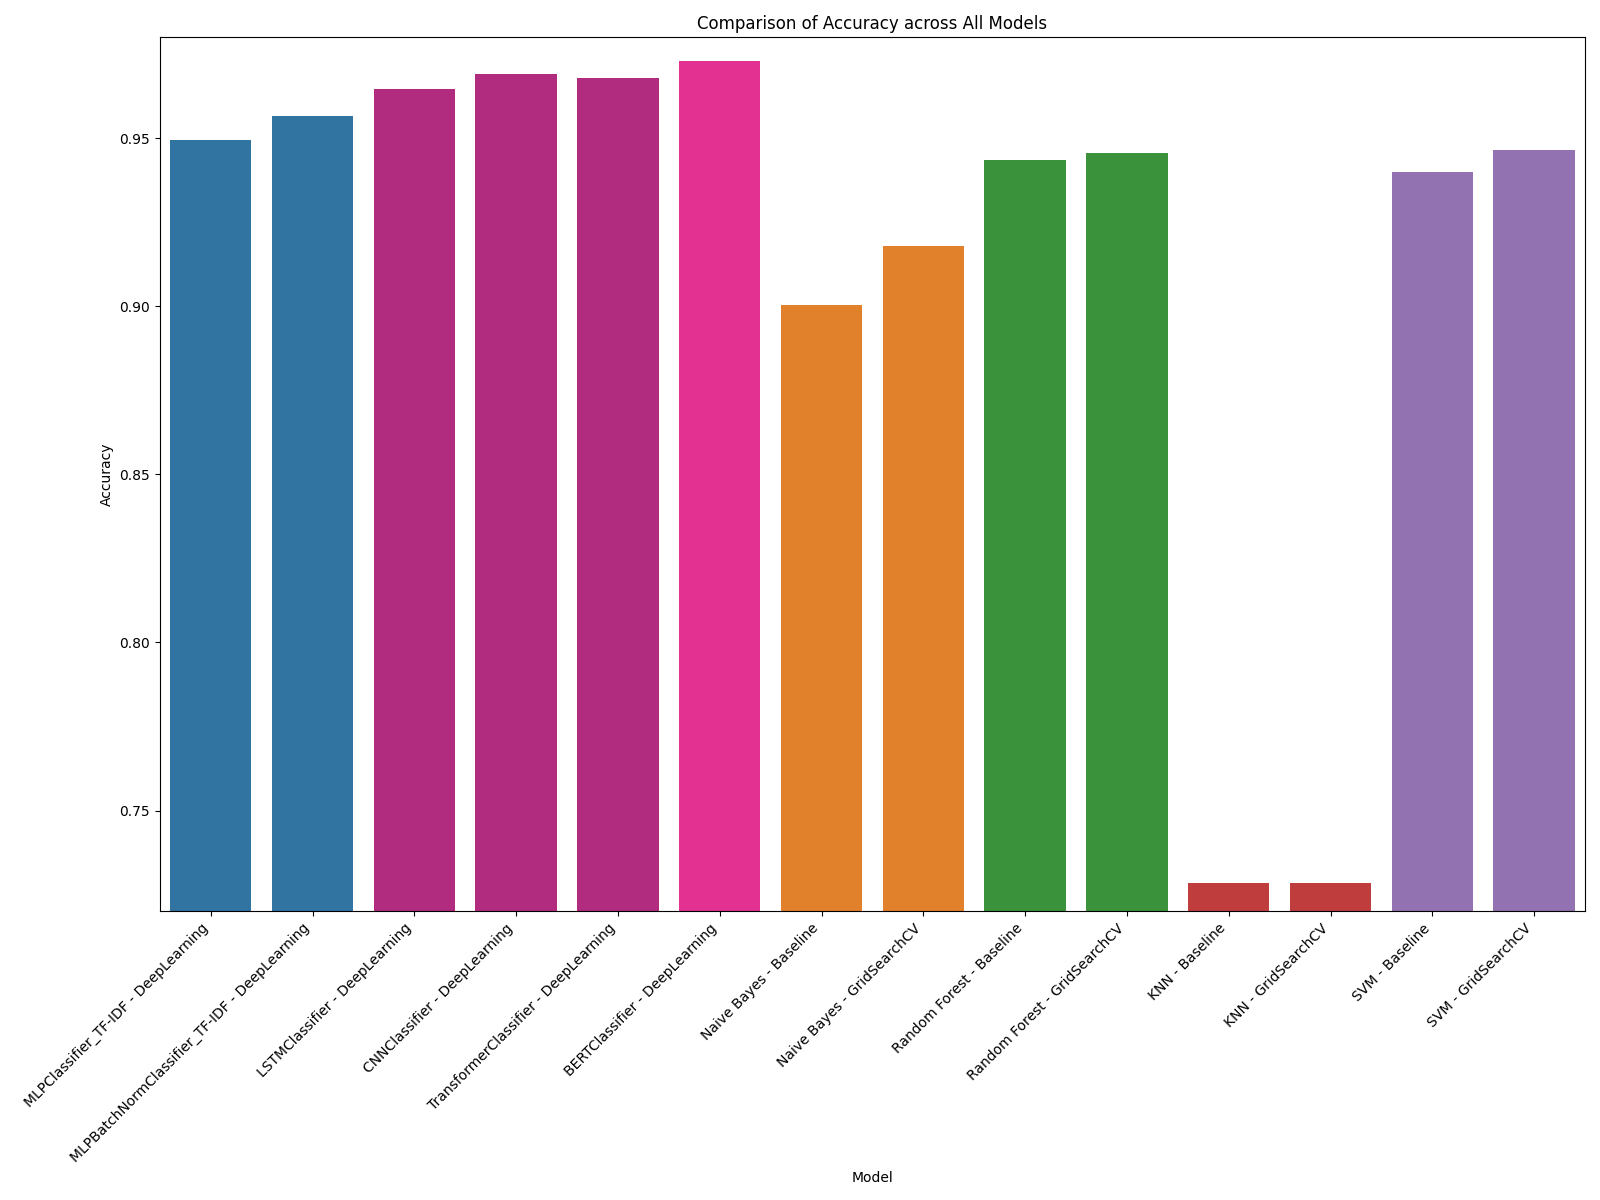 Comparison of Accuracy across All Models
Accuracy
0.95
0.90
0.85
0.80
0.75
MLPClassifier_TF-IDF - DeepLearning
MLPBatchNormClassifier_TF-IDF - DeepLearning
LSTMClassifier - DeepLearning
CNNClassifier - DeepLearning
TransformerClassifier - DeepLearning
BERTClassifier - DeepLearning
Naive Bayes - Baseline
Naive Bayes - GridSearchCV
Random Forest - Baseline
Random Forest - GridSearchCV
KNN - Baseline
KNN - GridSearchCV
SVM - Baseline
SVM - GridSearchCV
Model